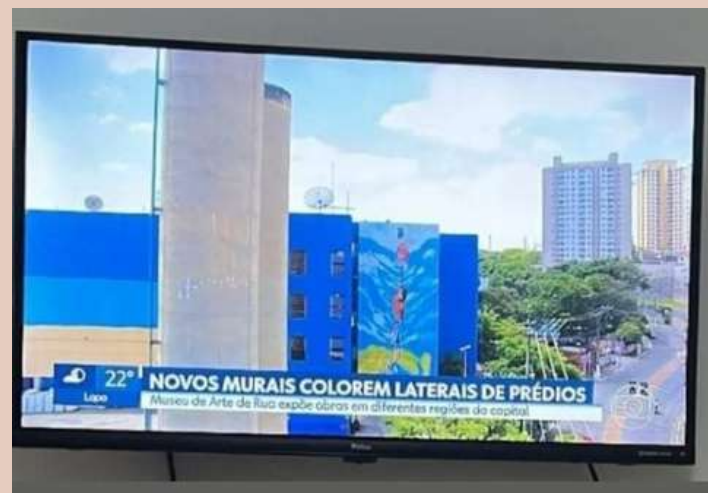 22°
Lapa
NOVOS MURAIS COLOREM LATERAIS DE PRÉDIOS
Museu de Arte de Rua expõe obras em diferentes regiões da capital
Philco